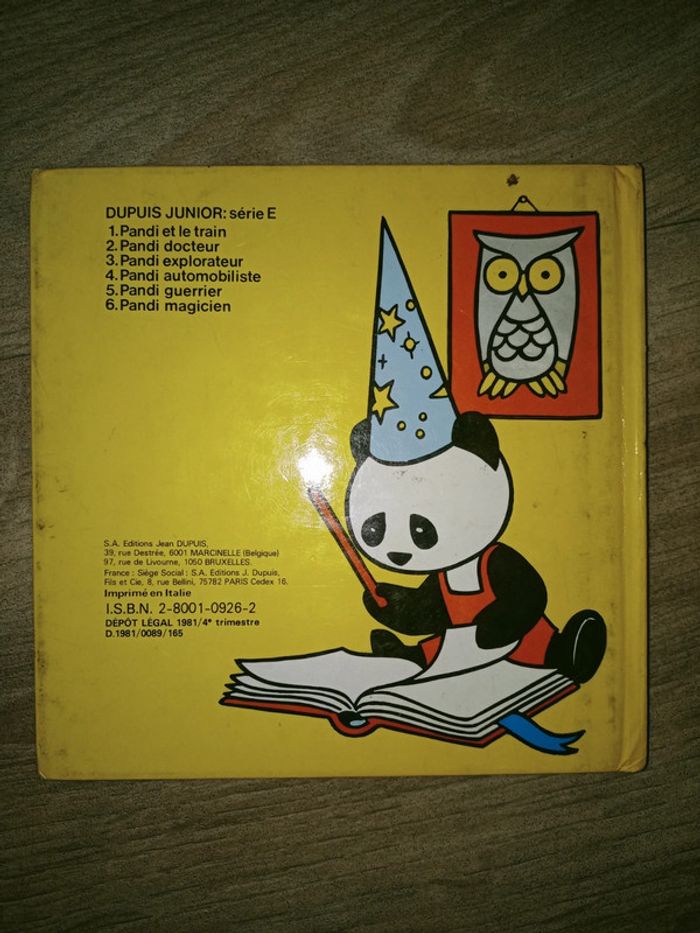 DUPUIS JUNIOR: série E
1. Pandi et le train
2. Pandi docteur
3. Pandi explorateur
4. Pandi automobiliste
5. Pandi guerrier
6. Pandi magicien
S.A. Editions Jean DUPUIS,
39, rue Destrée, 6001 MARCINELLE (Belgique)
97, rue de Livourne, 1050 BRUXELLES.
France : Siège Social : S.A. Editions J. Dupuis,
Fils et Cie, 8, rue Bellini, 75782 PARIS Cedex 16.
Imprimé en Italie
I.S.B.N. 2-8001-0926-2
DÉPÔT LÉGAL 1981/4e trimestre
D.1981/0089/165